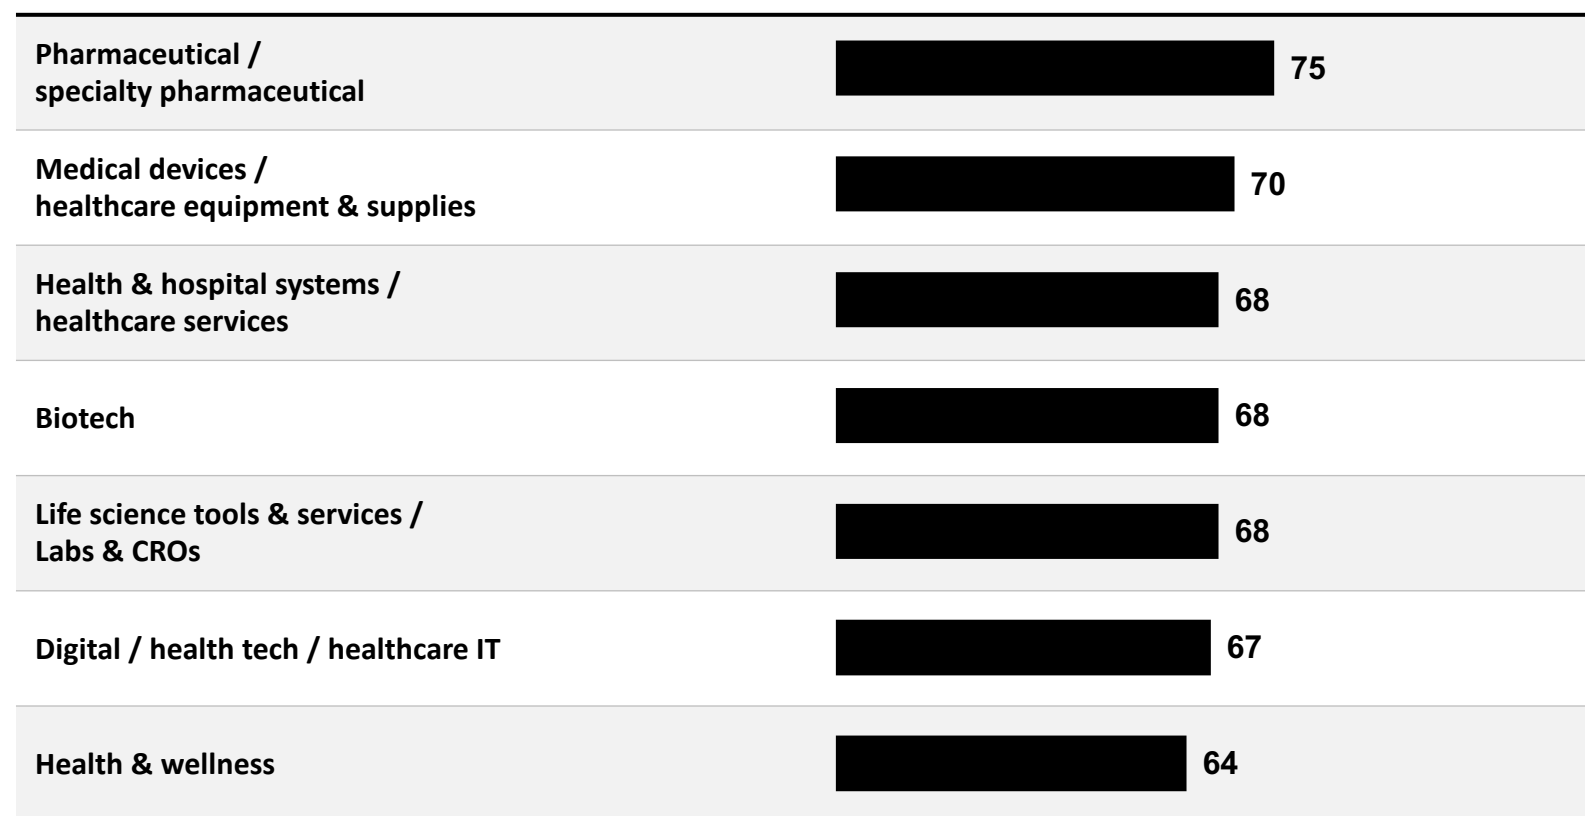 Pharmaceutical /
specialty pharmaceutical
75
Medical devices /
healthcare equipment & supplies
70
Health & hospital systems /
healthcare services
68
Biotech
68
Life science tools & services /
Labs & CROs
68
Digital / health tech / healthcare IT
67
Health & wellness
64